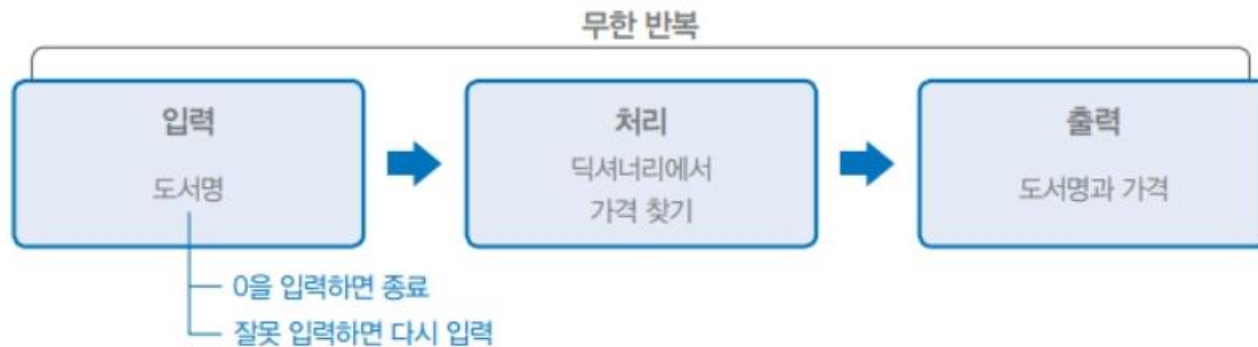 무한 반복
입력
도서명
처리
딕셔너리에서
가격 찾기
출력
도서명과 가격
0을 입력하면 종료
잘못 입력하면 다시 입력